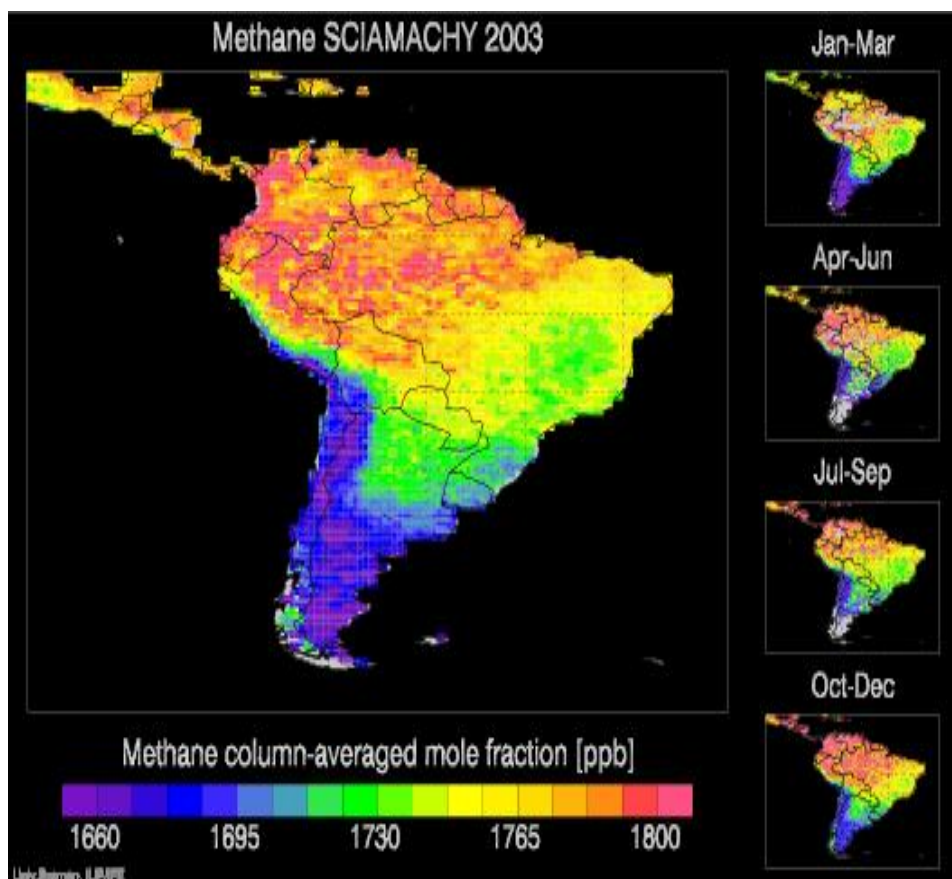 Methane SCIAMACHY 2003
Jan-Mar
Apr-Jun
Jul-Sep
Oct-Dec
Methane column-averaged mole fraction [ppb]
1660 1695 1730 1765 1800